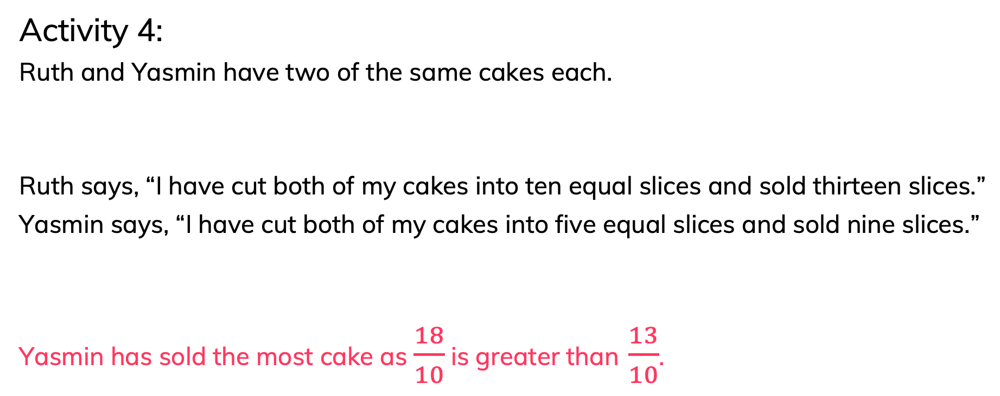 Activity 4:
Ruth and Yasmin have two of the same cakes each.
Ruth says, “I have cut both of my cakes into ten equal slices and sold thirteen slices.”
Yasmin says, “I have cut both of my cakes into five equal slices and sold nine slices.”
Yasmin has sold the most cake as 18/10 is greater than 13/10.